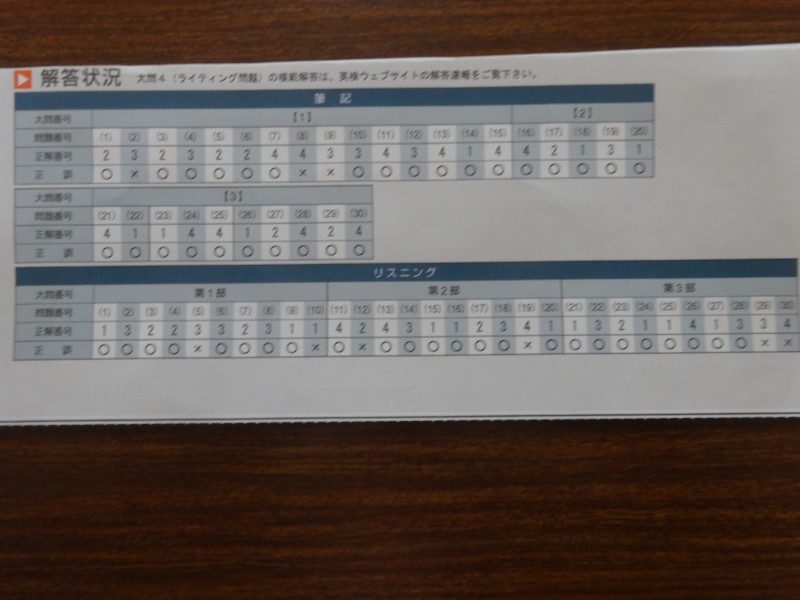 解答状況 大問4（ライティング問題）の模範解答は、英検ウェブサイトの解答速報をご覧下さい。
筆記
大問番号 【1】 【2】
問題番号 (1) (2) (3) (4) (5) (6) (7) (8) (9) (10) (11) (12) (13) (14) (15) (16) (17) (18) (19) (20)
正解番号 2 3 2 3 2 2 4 4 3 3 4 3 4 1 4 4 2 1 3 1
正誤 ○ × ○ ○ ○ ○ ○ × × ○ ○ ○ ○ ○ ○ ○ ○ ○ ○ ○
大問番号 【3】
問題番号 (21) (22) (23) (24) (25) (26) (27) (28) (29) (30)
正解番号 4 1 1 4 4 1 2 4 2 4
正誤 ○ ○ ○ ○ ○ ○ ○ ○ ○ ○
リスニング
大問番号 第1部 第2部 第3部
問題番号 (1) (2) (3) (4) (5) (6) (7) (8) (9) (10) (11) (12) (13) (14) (15) (16) (17) (18) (19) (20) (21) (22) (23) (24) (25) (26) (27) (28) (29) (30)
正解番号 1 3 2 2 3 3 2 3 1 1 4 2 4 3 1 1 2 3 4 1 1 3 2 1 1 4 1 3 3 4
正誤 ○ ○ ○ ○ × ○ ○ ○ ○ × ○ × ○ ○ ○ ○ ○ ○ × ○ ○ ○ ○ ○ ○ ○ ○ ○ × ×